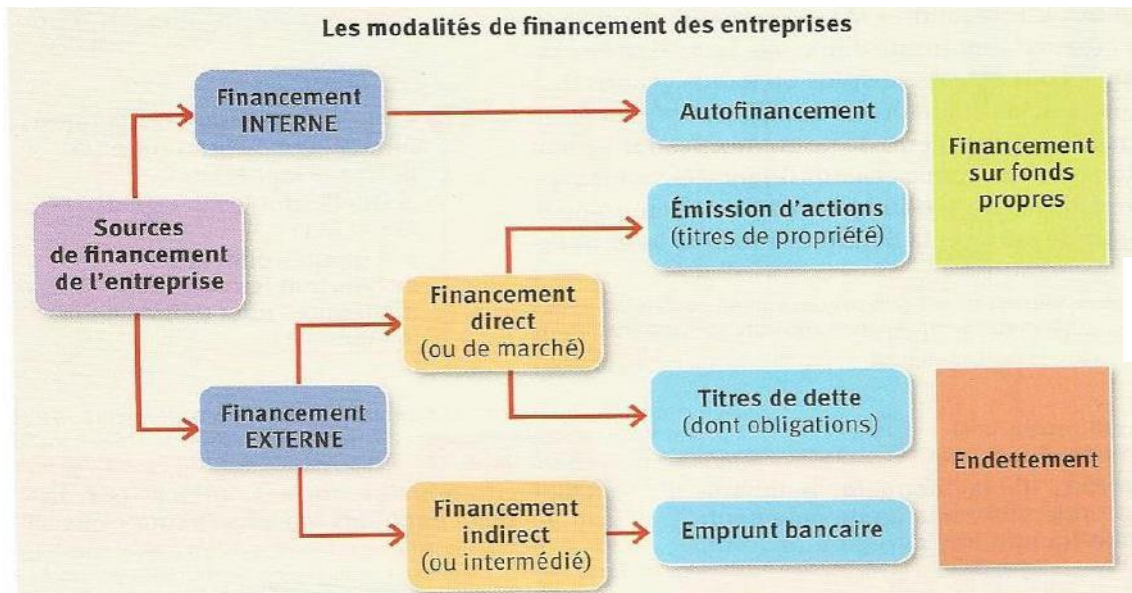 Les modalités de financement des entreprises
Financement
INTERNE
Autofinancement
Financement
sur fonds
propres
Émission d'actions
(titres de propriété)
Sources
de financement
de l'entreprise
Financement
direct
(ou de marché)
Financement
EXTERNE
Titres de dette
(dont obligations)
Endettement
Financement
indirect
(ou intermédié)
Emprunt bancaire